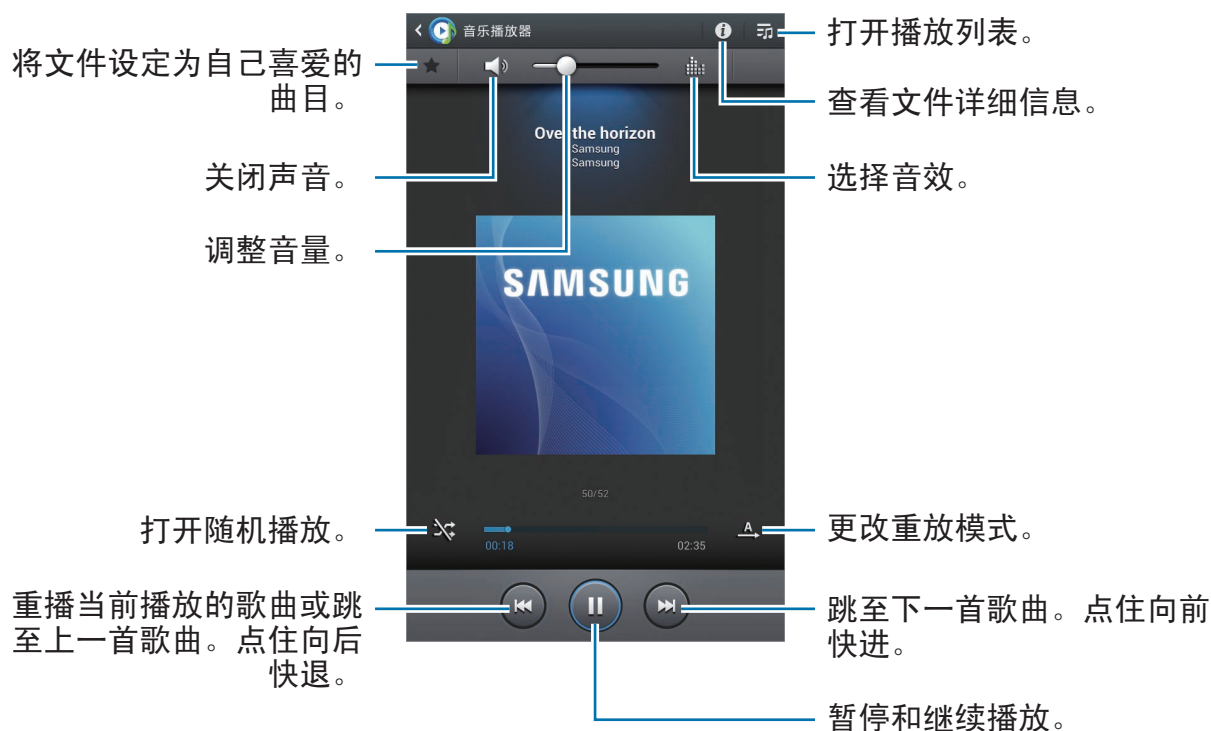 音乐播放器
打开播放列表。
将文件设定为自己喜爱的
曲目。
查看文件详细信息。
Over the horizon
Samsung
Samsung
关闭声音。
选择音效。
调整音量。
SAMSUNG
50/52
打开随机播放。
A
更改重放模式。
00:18
02:35
重播当前播放的歌曲或跳
至上一首歌曲。点住向后
快退。
跳至下一首歌曲。点住向前
快进。
暂停和继续播放。